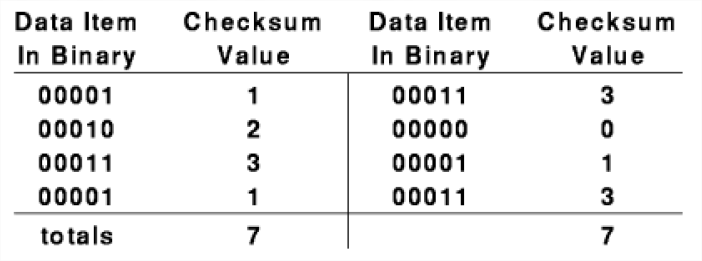 Data Item Checksum Data Item Checksum
In Binary Value In Binary Value
00001 1 00011 3
00010 2 00000 0
00011 3 00001 1
00001 1 00011 3
totals 7 7